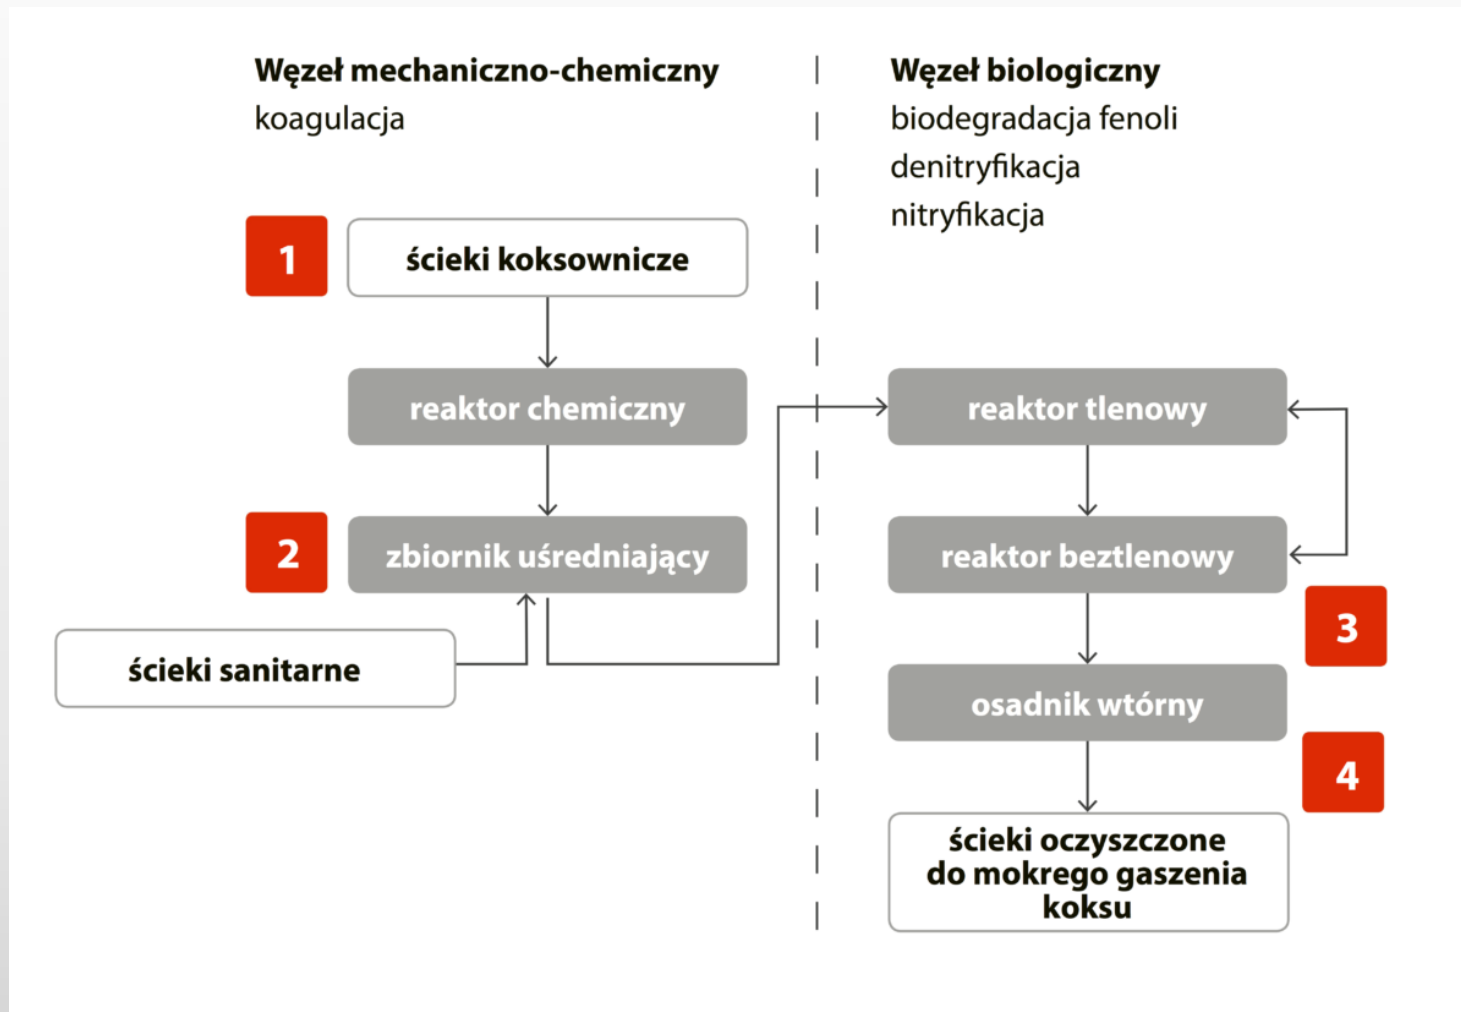 Węzeł mechaniczno-chemiczny
koagulacja
1
ścieki koksownicze
reaktor chemiczny
2
zbiornik uśredniający
ścieki sanitarne
Węzeł biologiczny
biodegradacja fenoli
denitryfikacja
nitryfikacja
reaktor tlenowy
reaktor beztlenowy
3
osadnik wtórny
4
ścieki oczyszczone
do mokrego gaszenia
koksu